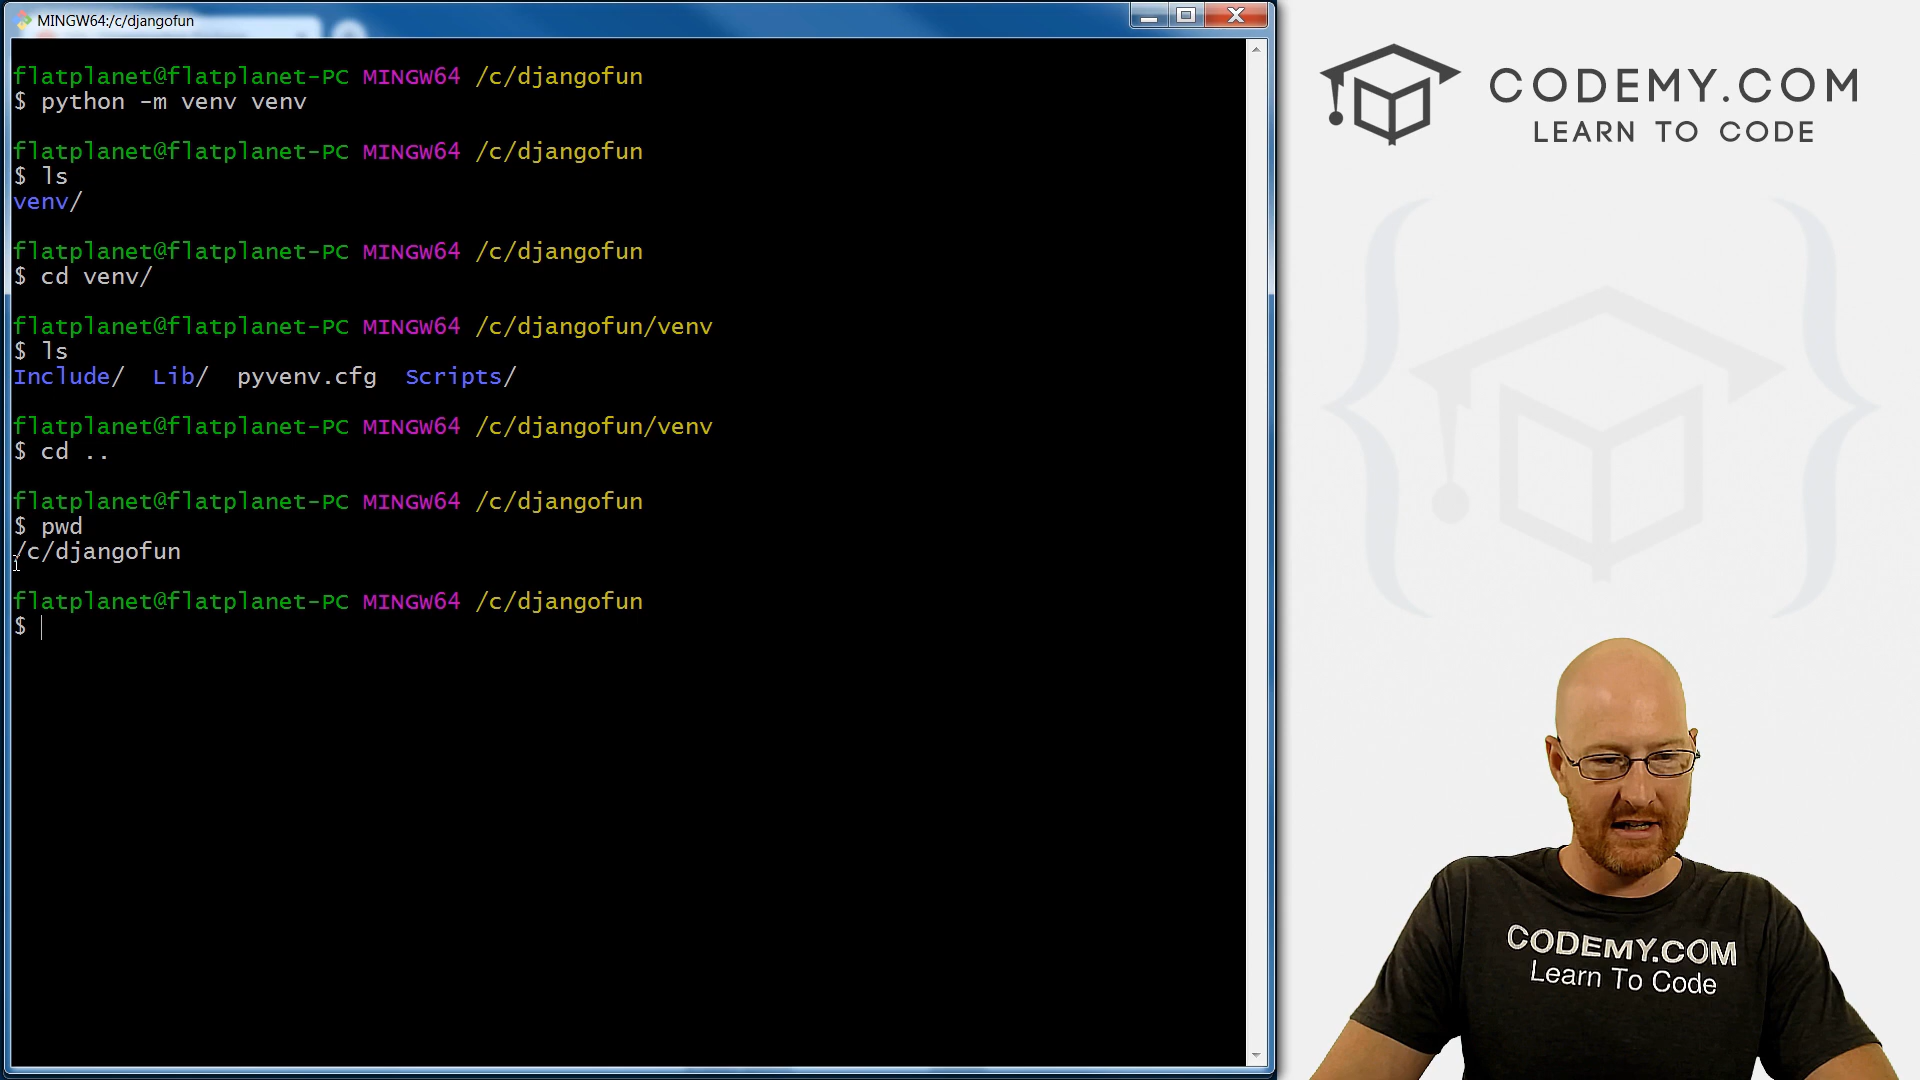 MINGW64:/c/djangofun
flatplanet@flatplanet-PC MINGW64 /c/djangofun
$ python -m venv venv
flatplanet@flatplanet-PC MINGW64 /c/djangofun
$ ls
venv/
flatplanet@flatplanet-PC MINGW64 /c/djangofun
$ cd venv/
flatplanet@flatplanet-PC MINGW64 /c/djangofun/venv
$ ls
Include/ Lib/ pyvenv.cfg Scripts/
flatplanet@flatplanet-PC MINGW64 /c/djangofun/venv
$ cd ..
flatplanet@flatplanet-PC MINGW64 /c/djangofun
$ pwd
/c/djangofun
flatplanet@flatplanet-PC MINGW64 /c/djangofun
$
CODEMY.COM
LEARN TO CODE
CODEMY.COM
Learn To Code